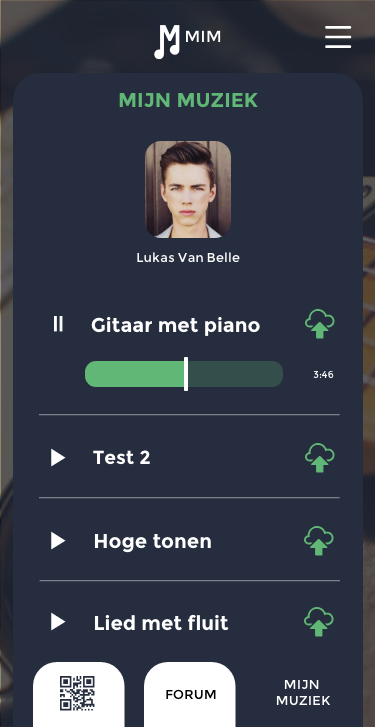 MIM
MIJN MUZIEK
Lukas Van Belle
Gitaar met piano
3:46
Test 2
Hoge tonen
Lied met fluit
FORUM
MIJN
MUZIEK